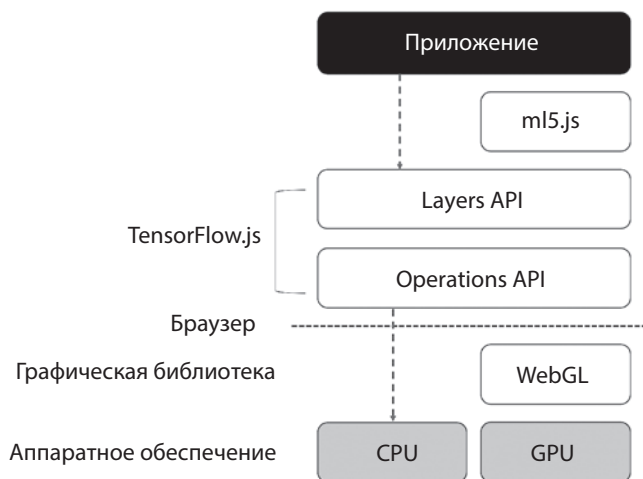 Приложение
ml5.js
Layers API
TensorFlow.js
Operations API
Браузер
Графическая библиотека
WebGL
Аппаратное обеспечение
CPU
GPU